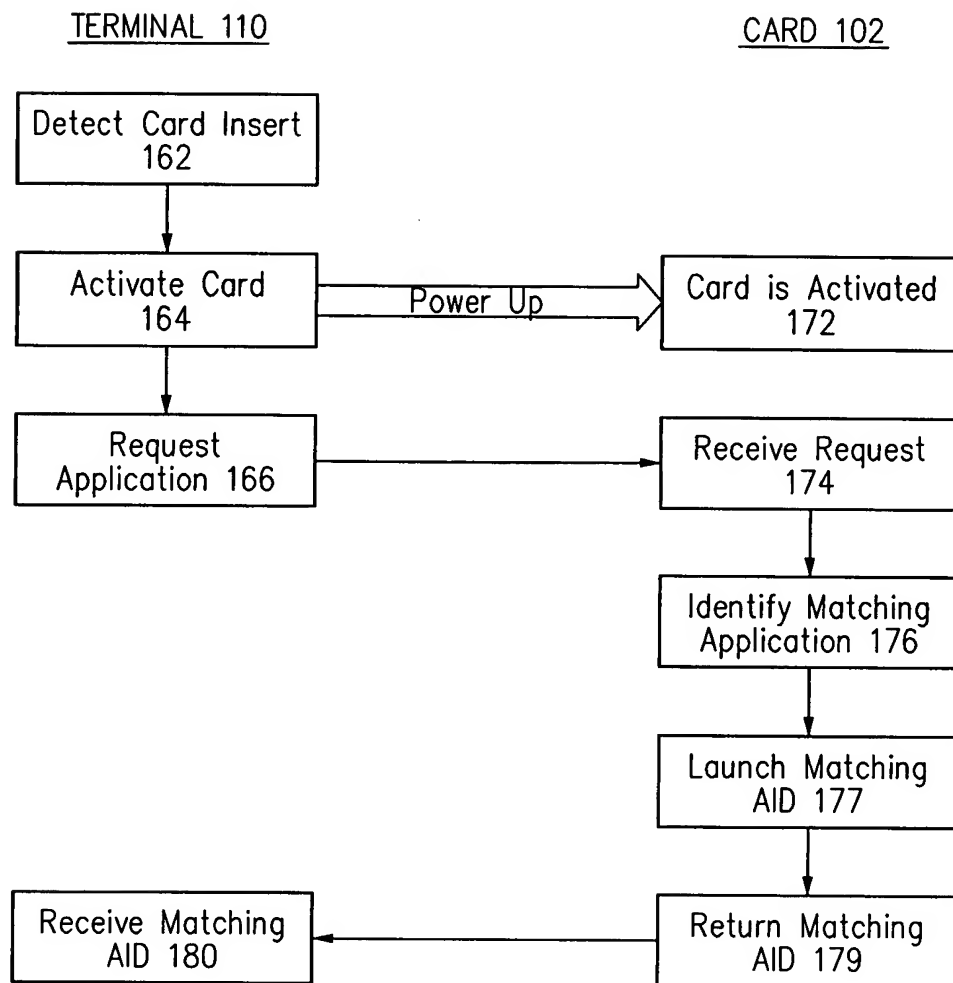 TERMINAL 110
CARD 102
Detect Card Insert
162
Activate Card
164
Power Up
Card is Activated
172
Request
Application 166
Receive Request
174
Identify Matching
Application 176
Launch Matching
AID 177
Receive Matching
AID 180
Return Matching
AID 179